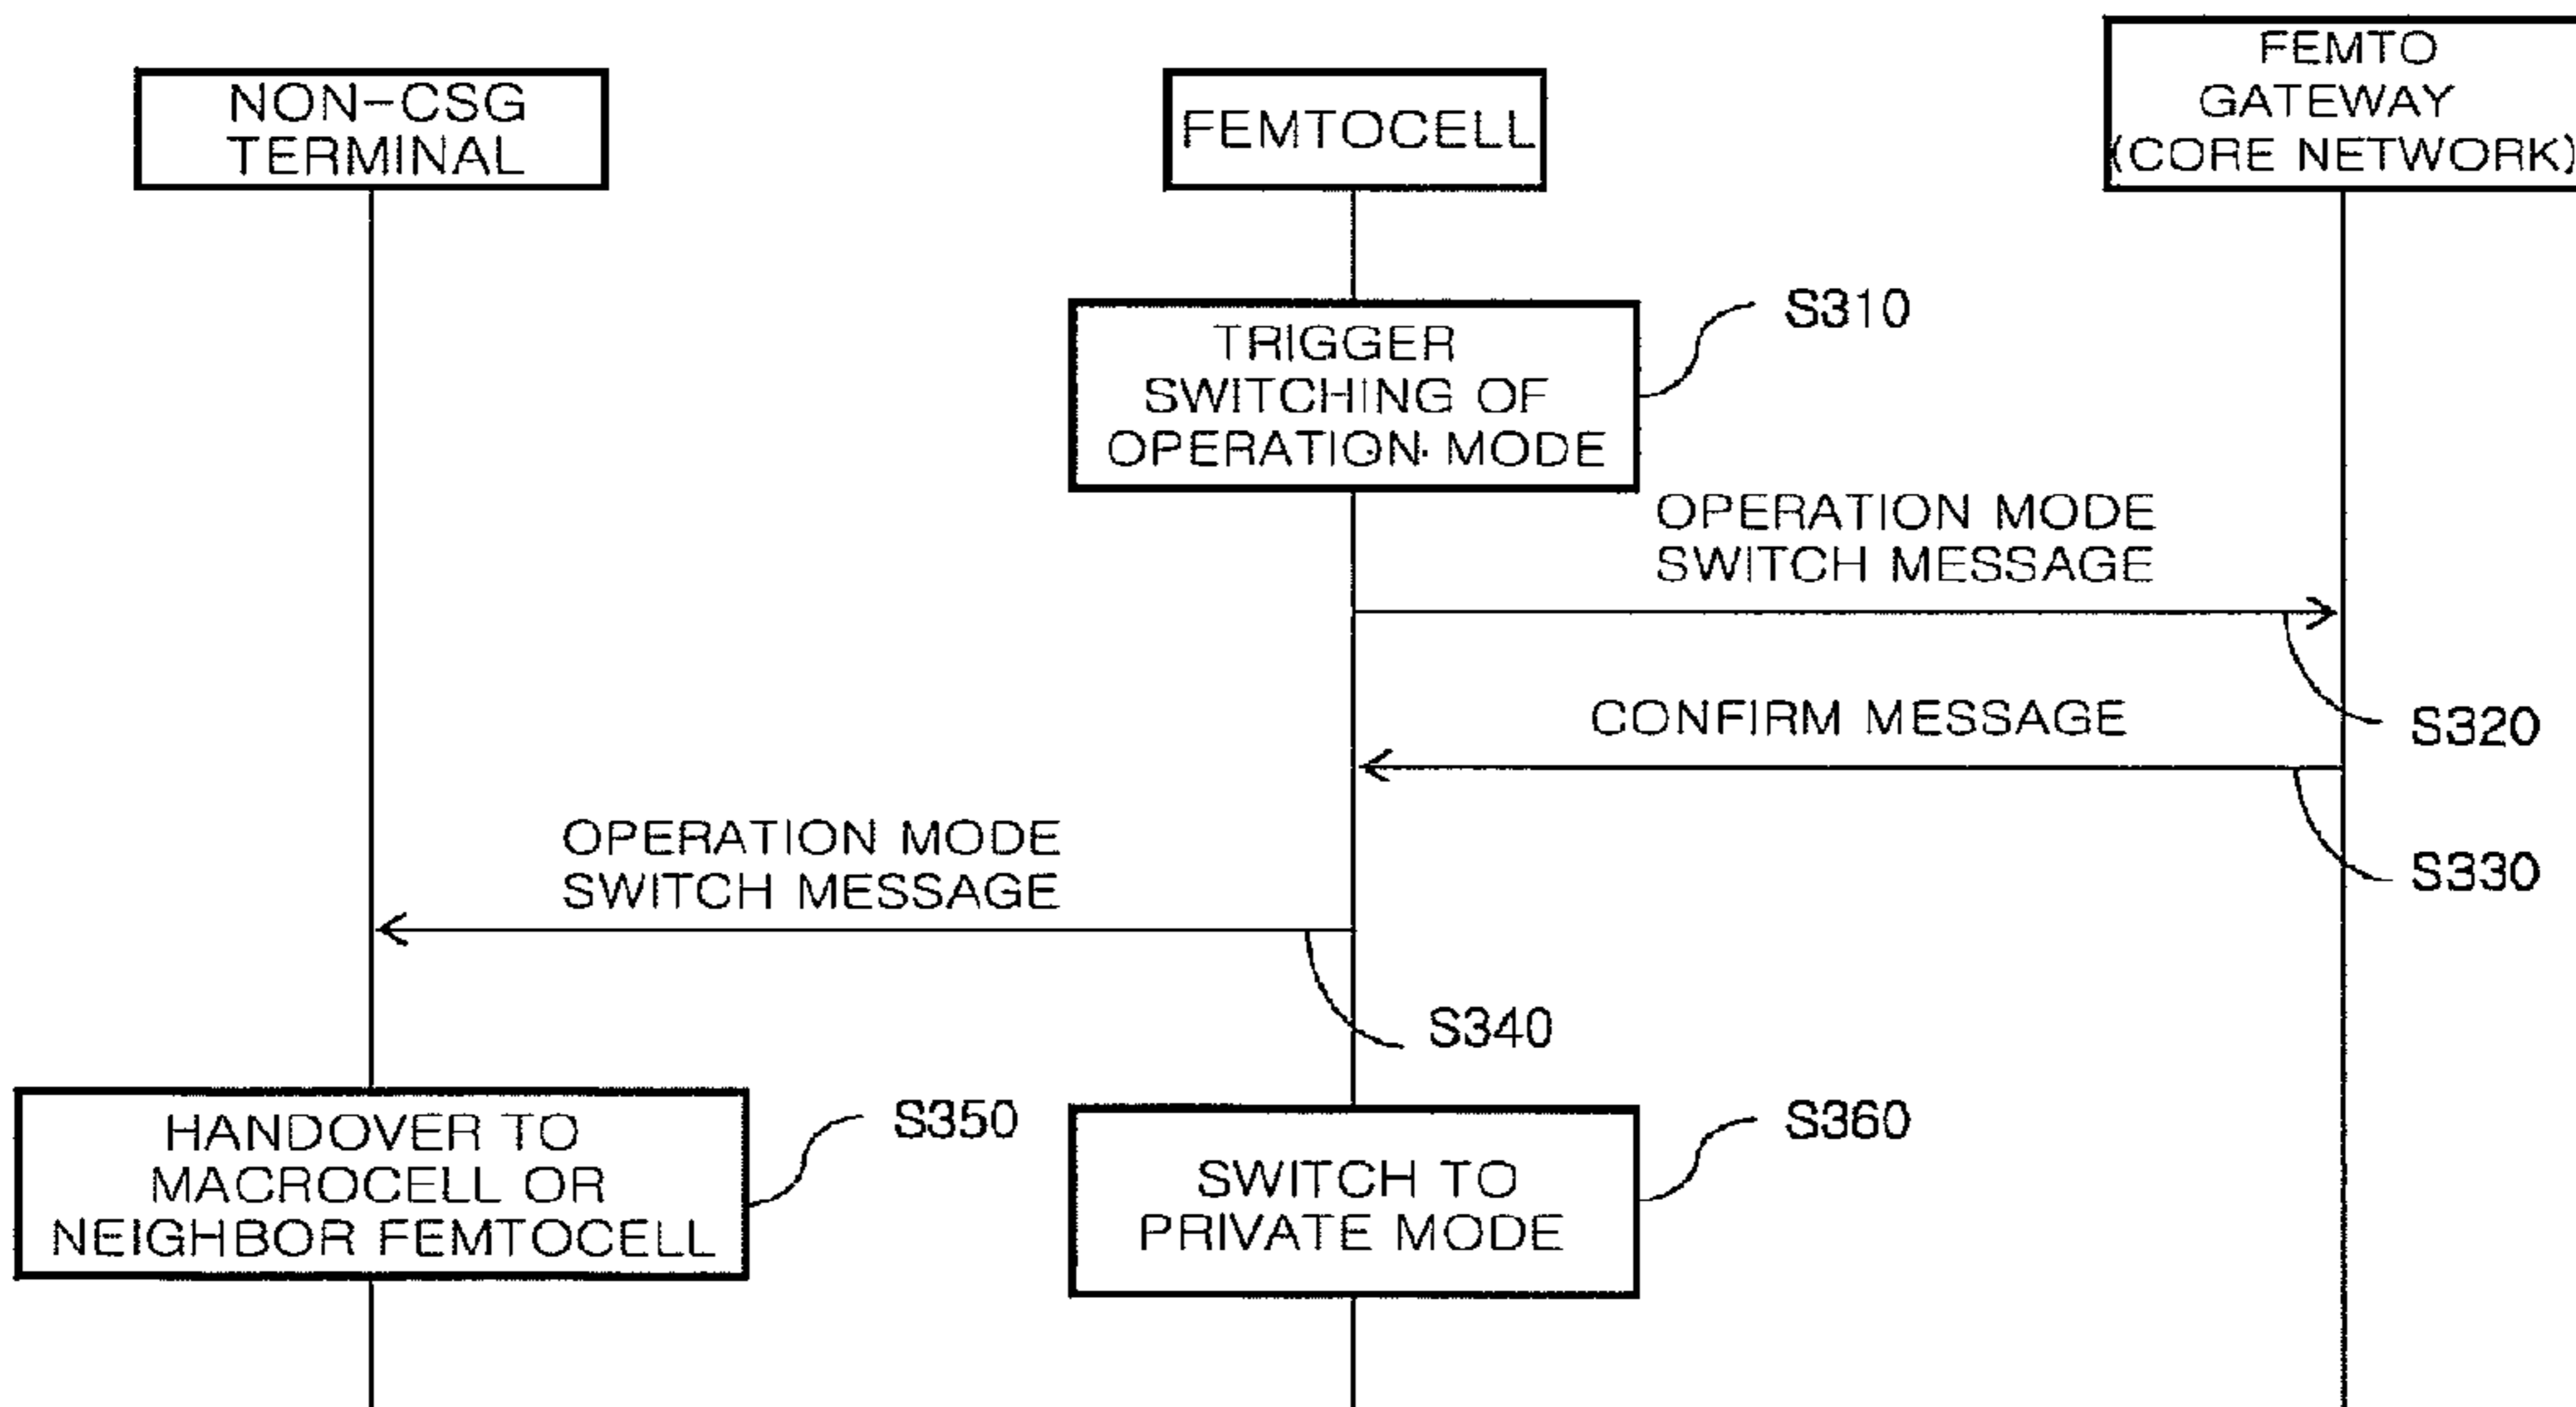 NON-CSG
TERMINAL
FEMTOCELL
FEMTO
GATEWAY
(CORE NETWORK)
TRIGGER
SWITCHING OF
OPERATION MODE
S310
OPERATION MODE
SWITCH MESSAGE
S320
CONFIRM MESSAGE
S330
OPERATION MODE
SWITCH MESSAGE
S340
HANDOVER TO
MACROCELL OR
NEIGHBOR FEMTOCELL
S350
SWITCH TO
PRIVATE MODE
S360